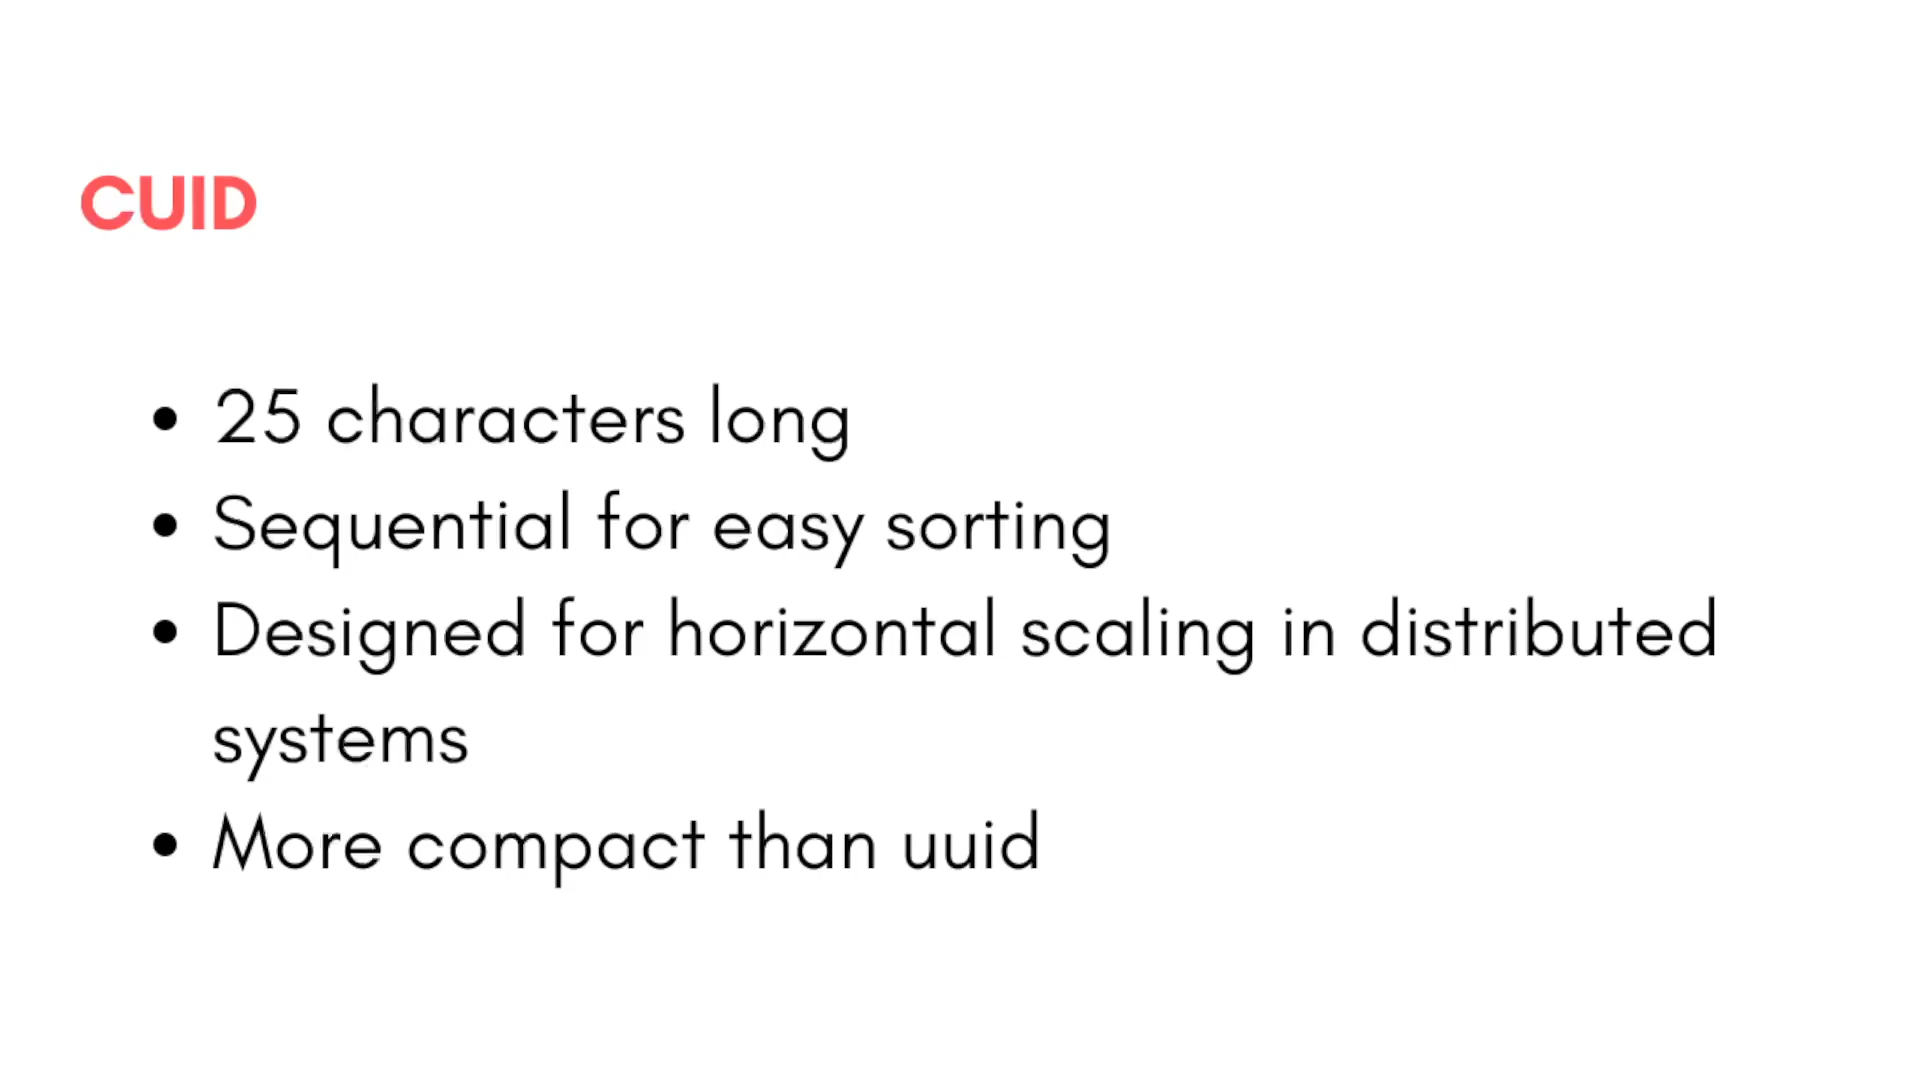 CUID
• 25 characters long
• Sequential for easy sorting
• Designed for horizontal scaling in distributed
systems
• More compact than uuid